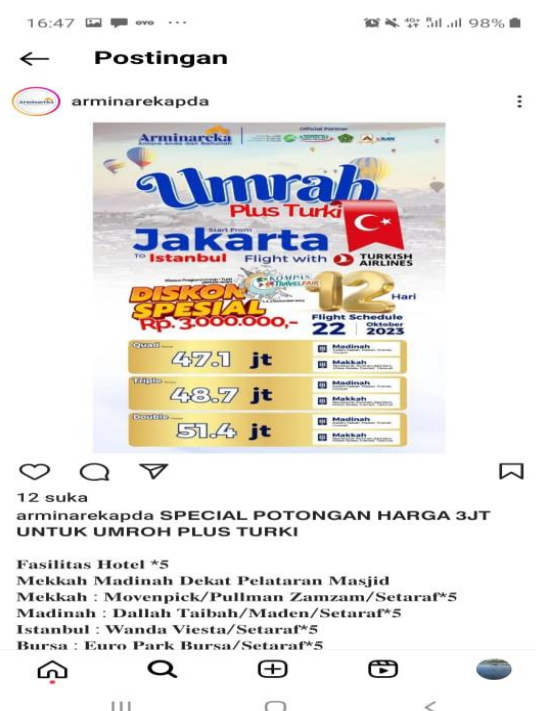 16:47 OVO ... 98%
Postingan
Arminareka
arminarekapda
Arminareka
Official Partner
Umrah
Plus Turki
Start From
Jakarta
TO Istanbul Flight with TURKISH AIRLINES
KOMPAS TRAVELFAIR
DISKON
SPESIAL
Rp. 3.000.000,-
12 Hari
Flight Schedule
22 Oktober 2023
Quad
47.1 jt
Madinah
Makkah
Triple
48.7 jt
Madinah
Makkah
Double
51.4 jt
Madinah
Makkah
12 suka
arminarekapda SPECIAL POTONGAN HARGA 3JT
UNTUK UMROH PLUS TURKI
Fasilitas Hotel *5
Mekkah Madinah Dekat Pelataran Masjid
Mekkah : Movenpick/Pullman Zamzam/Setaraf*5
Madinah : Dallah Taibah/Maden/Setaraf*5
Istanbul : Wanda Viesta/Setaraf*5
Bursa : Euro Park Bursa/Setaraf*5